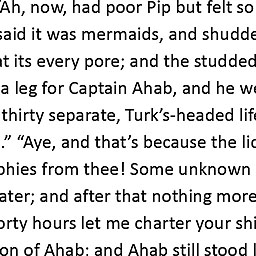 Ah, now, had poor Pip but felt so
said it was mermaids, and shudde
at its every pore; and the studded
a leg for Captain Ahab, and he we
thirty separate, Turk’s-headed life
.” “Aye, and that’s because the lid
phies from thee! Some unknown
ater; and after that nothing more
orty hours let me charter your shi
on of Ahab; and Ahab still stood l